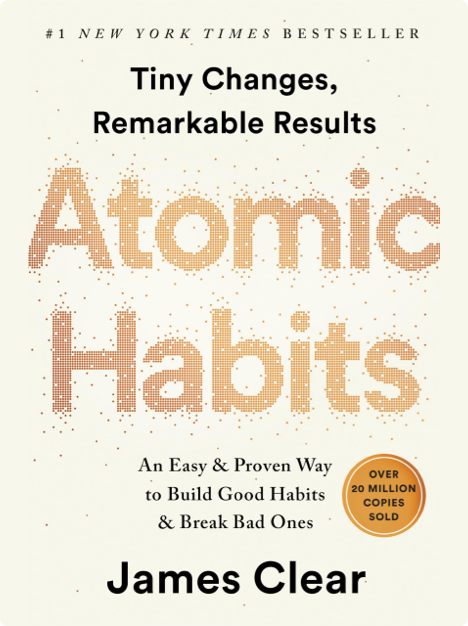 #1 NEW YORK TIMES BESTSELLER
Tiny Changes,
Remarkable Results
Atomic
Habits
An Easy & Proven Way
to Build Good Habits
& Break Bad Ones
OVER
20 MILLION
COPIES
SOLD
James Clear